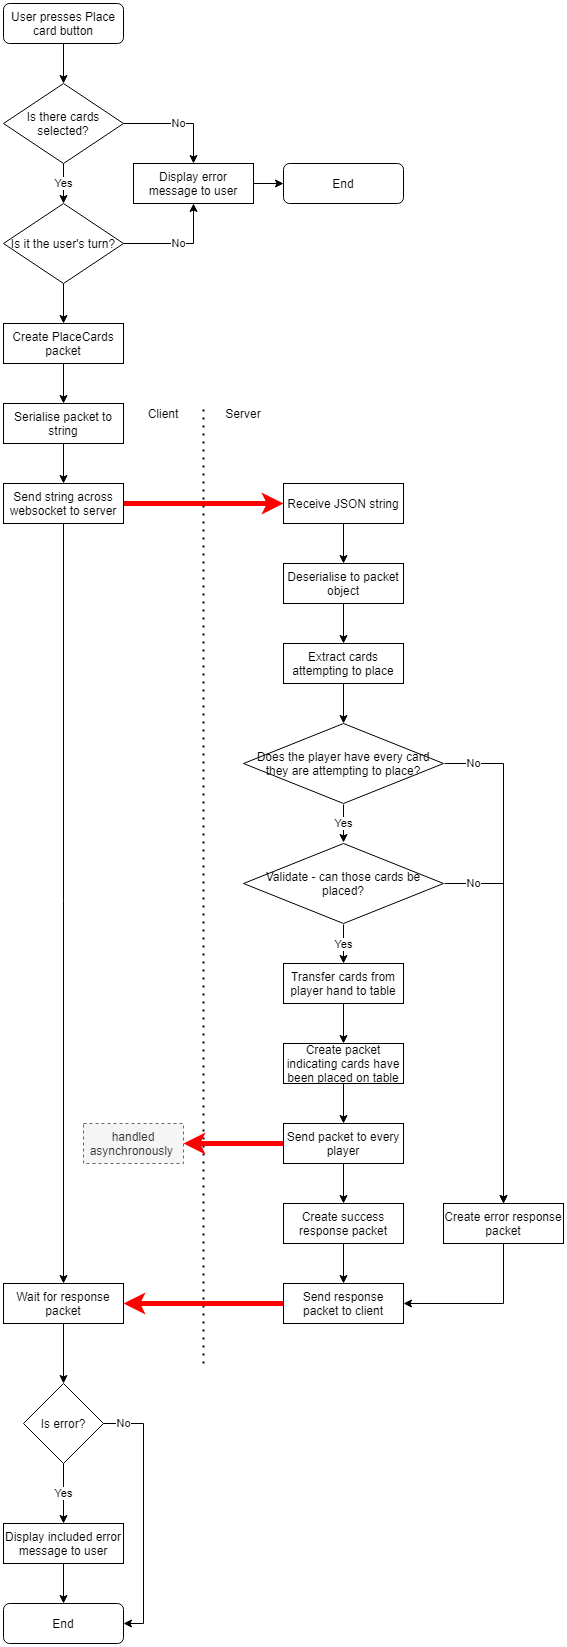 User presses Place
card button
Is there cards
selected?
No
Yes
Display error
message to user
End
Is it the user's turn?
No
Create PlaceCards
packet
Serialise packet to
string
Client
Server
Send string across
websocket to server
Receive JSON string
Deserialise to packet
object
Extract cards
attempting to place
Does the player have every card
they are attempting to place?
No
Yes
Validate - can those cards be
placed?
No
Yes
Transfer cards from
player hand to table
Create packet
indicating cards have
been placed on table
handled
asynchronously
Send packet to every
player
Create success
response packet
Create error response
packet
Wait for response
packet
Send response
packet to client
Is error?
No
Yes
Display included error
message to user
End